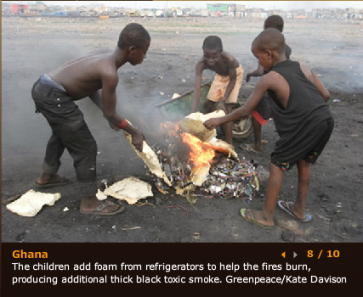 Ghana
8 / 10
The children add foam from refrigerators to help the fires burn,
producing additional thick black toxic smoke. Greenpeace/Kate Davison